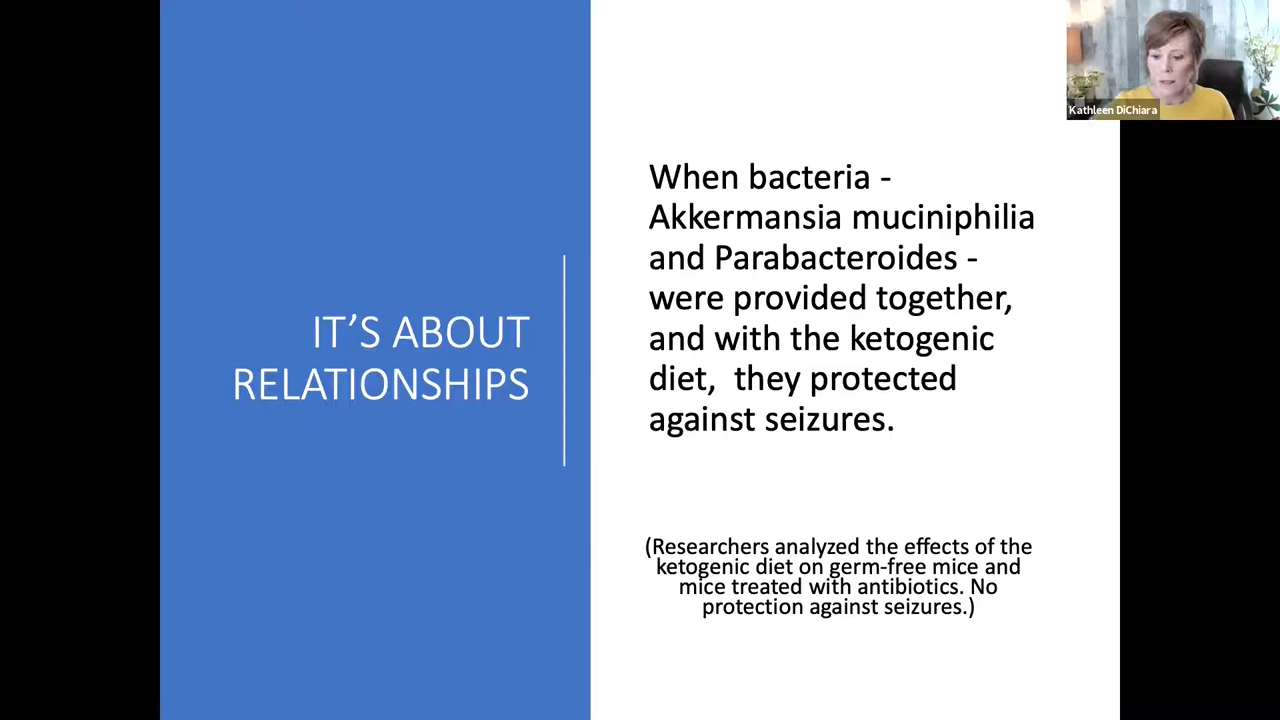 Kathleen DiChiara
IT’S ABOUT
RELATIONSHIPS
When bacteria -
Akkermansia muciniphilia
and Parabacteroides -
were provided together,
and with the ketogenic
diet,  they protected
against seizures.
(Researchers analyzed the effects of the
ketogenic diet on germ-free mice and
mice treated with antibiotics. No
protection against seizures.)